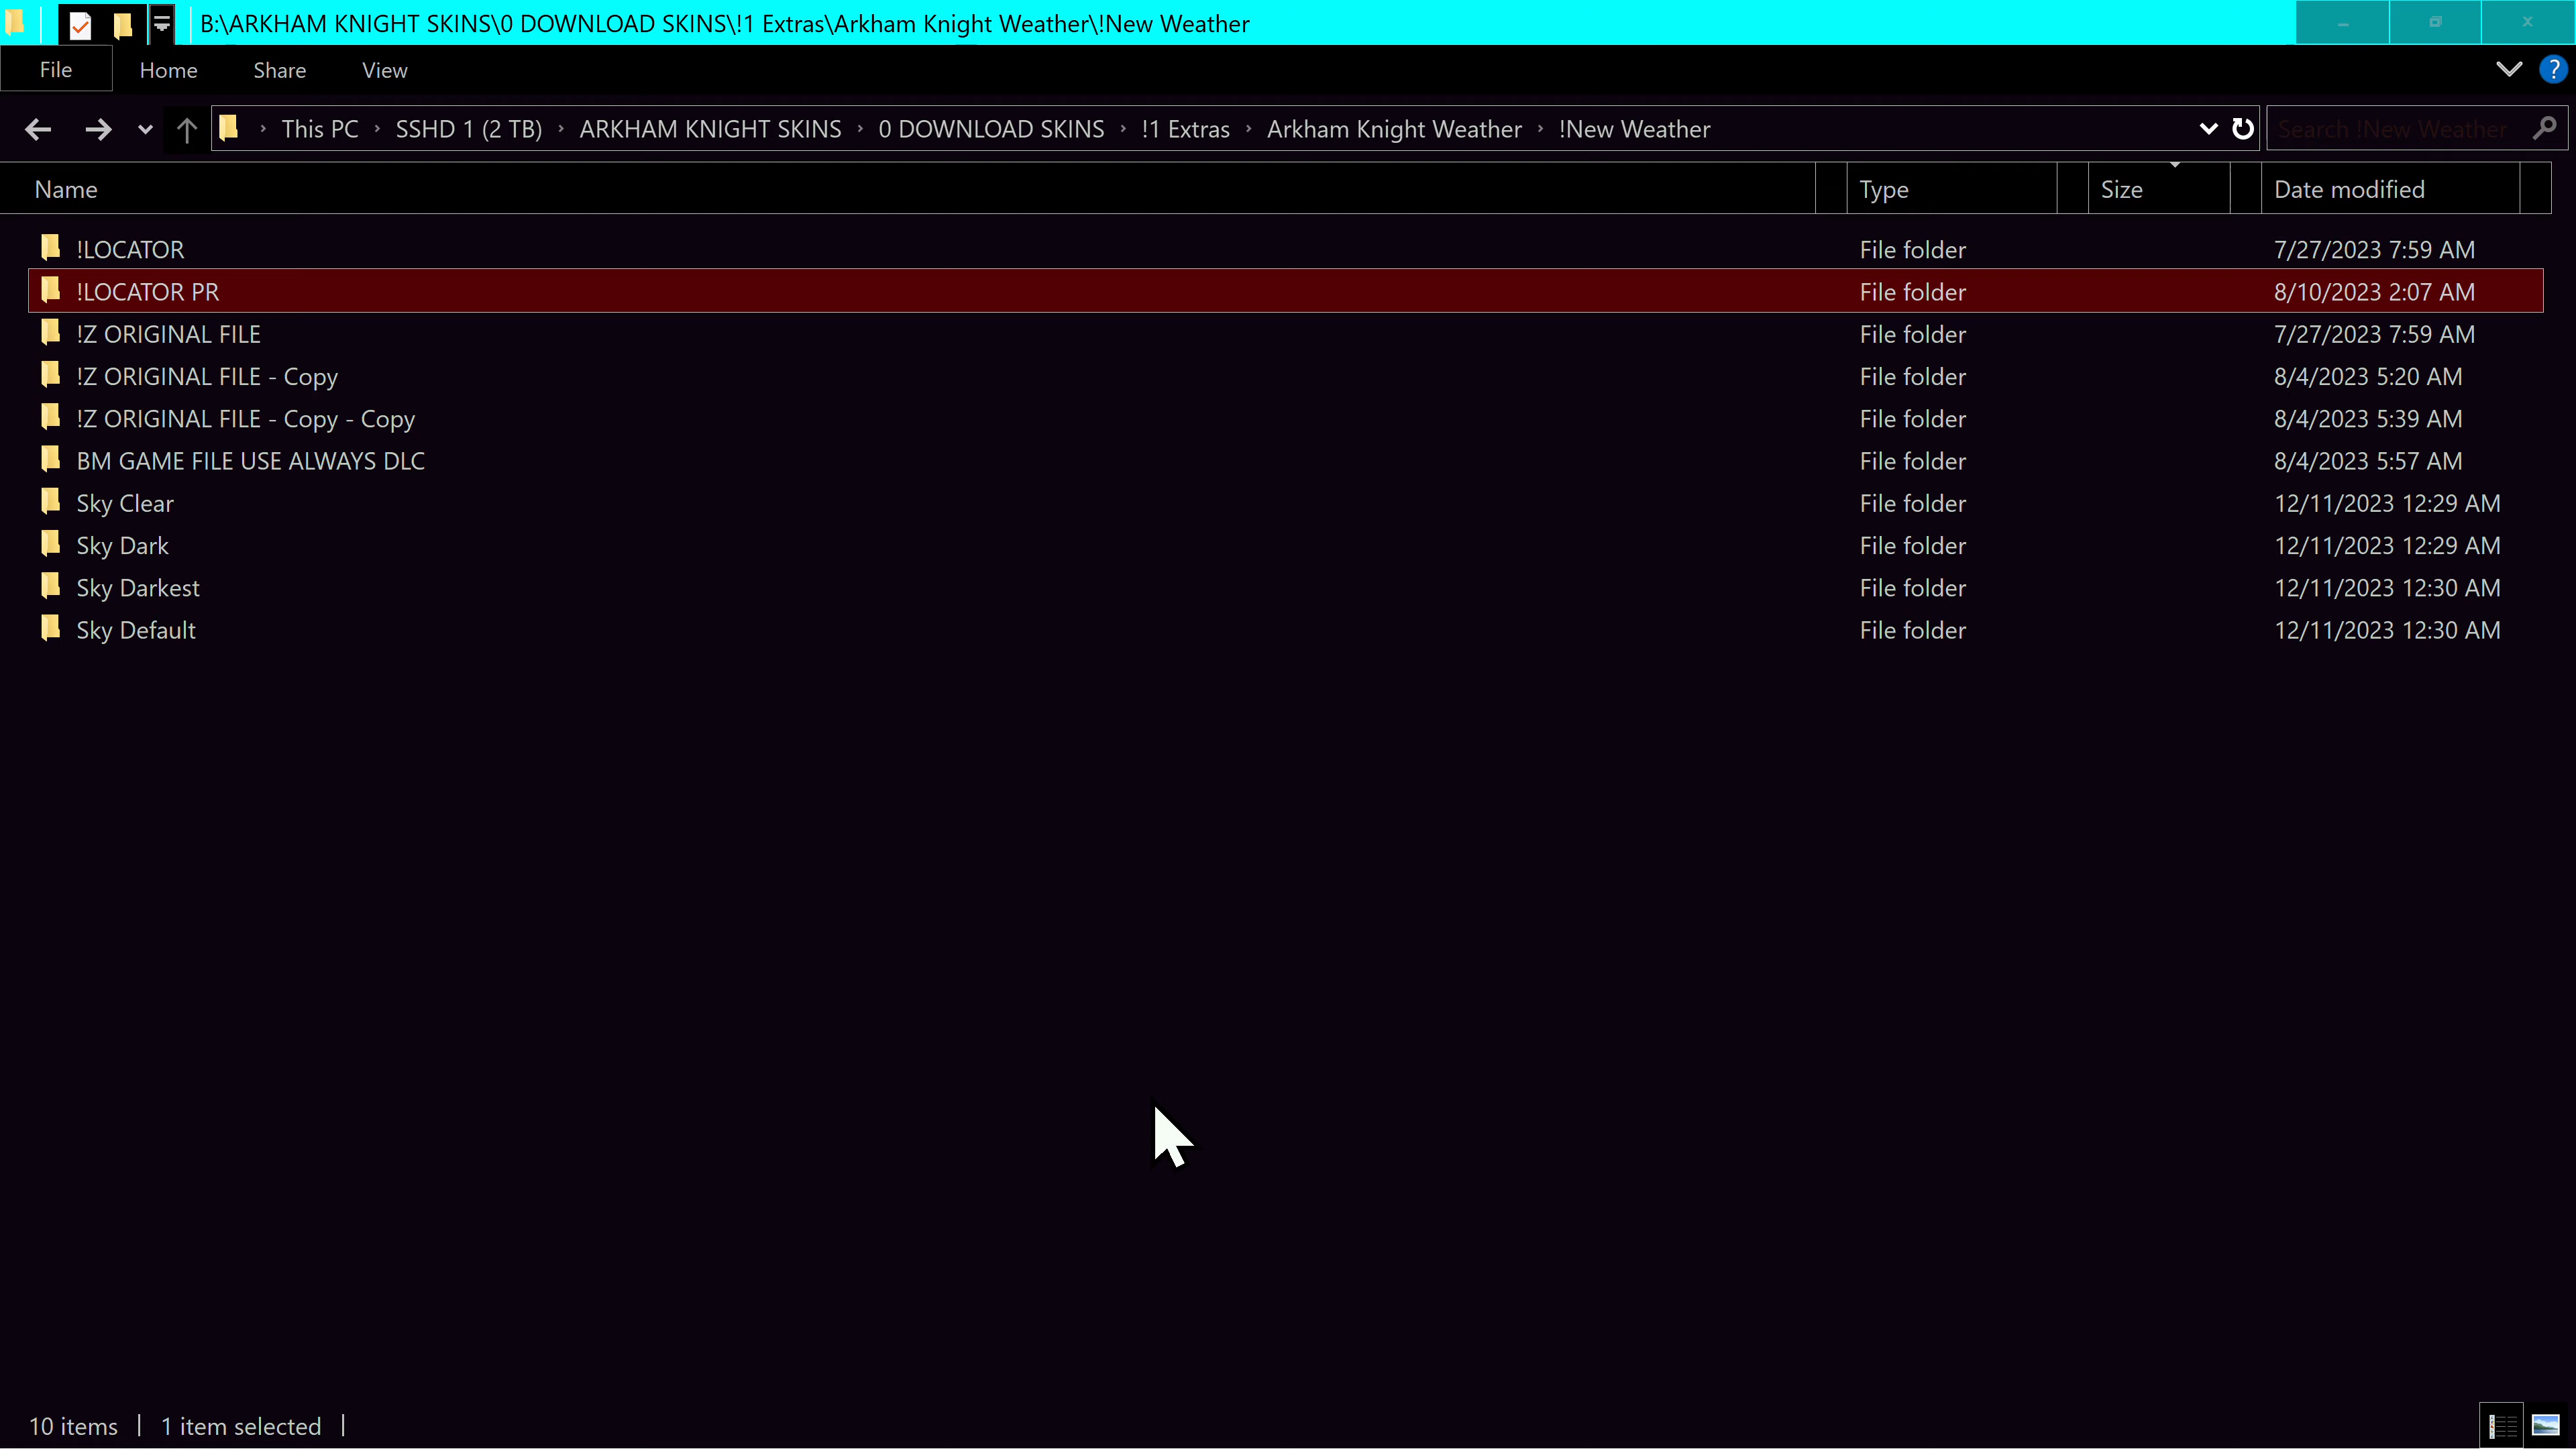 B:\ARKHAM KNIGHT SKINS\0 DOWNLOAD SKINS\!1 Extras\Arkham Knight Weather\!New Weather
File Home Share View
This PC SSHD 1 (2 TB) ARKHAM KNIGHT SKINS 0 DOWNLOAD SKINS !1 Extras Arkham Knight Weather !New Weather Search !New Weather
Name Type Size Date modified
!LOCATOR File folder 7/27/2023 7:59 AM
!LOCATOR PR File folder 8/10/2023 2:07 AM
!Z ORIGINAL FILE File folder 7/27/2023 7:59 AM
!Z ORIGINAL FILE - Copy File folder 8/4/2023 5:20 AM
!Z ORIGINAL FILE - Copy - Copy File folder 8/4/2023 5:39 AM
BM GAME FILE USE ALWAYS DLC File folder 8/4/2023 5:57 AM
Sky Clear File folder 12/11/2023 12:29 AM
Sky Dark File folder 12/11/2023 12:29 AM
Sky Darkest File folder 12/11/2023 12:30 AM
Sky Default File folder 12/11/2023 12:30 AM
10 items 1 item selected